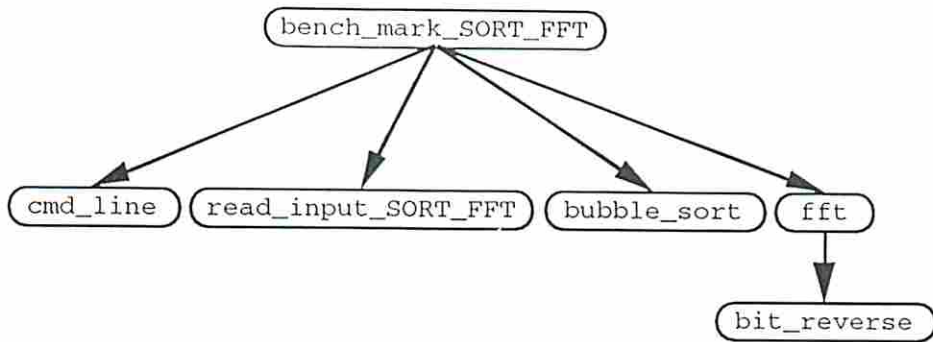 bench_mark_SORT_FFT
cmd_line read_input_SORT_FFT bubble_sort fft
bit_reverse